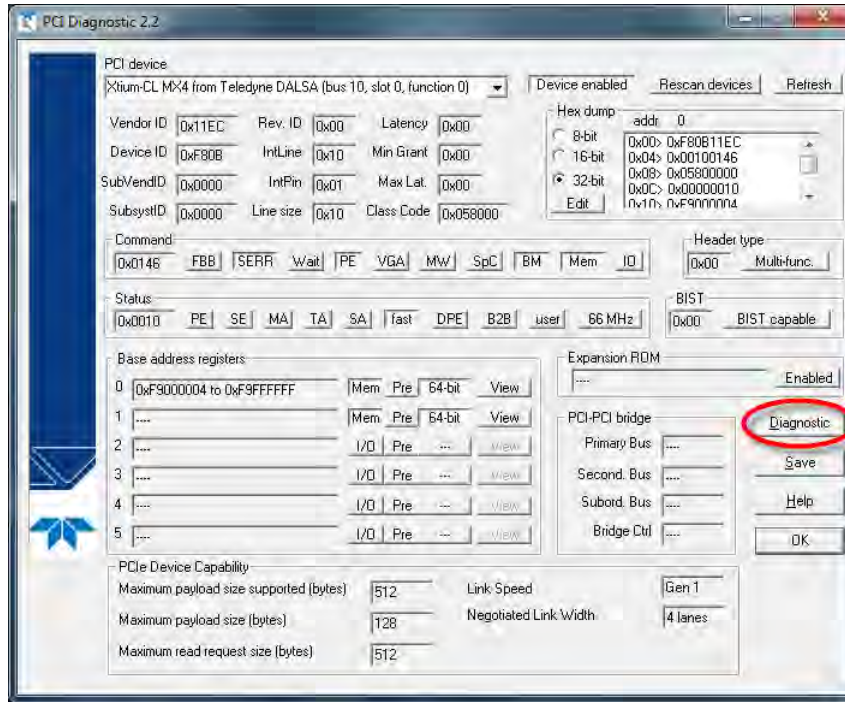 PCI Diagnostic 2.2
PCI device
Xtium-CL MX4 from Teledyne DALSA (bus 10, slot 0, function 0) Device enabled Rescan devices Refresh
Vendor ID 0x11EC Rev. ID 0x00 Latency 0x00
Device ID 0xF80B IntLine 0x10 Min Grant 0x00
SubVendID 0x0000 IntPin 0x01 Max Lat. 0x00
SubsystID 0x0000 Line size 0x10 Class Code 0x058000
Hex dump
addr 0
8-bit
16-bit
32-bit
Edit
0x00> 0xF80B11EC
0x04> 0x00100146
0x08> 0x05800000
0x0C> 0x00000010
0x10> 0xF9000004
Command
0x0146 FBB SERR Wait PE VGA MW SpC BM Mem IO
Header type
0x00 Multi-func.
Status
0x0010 PE SE MA TA SA fast DPE B2B user 66 MHz
BIST
0x00 BIST capable
Base address registers
0 0xF9000004 to 0xF9FFFFFF Mem Pre 64-bit View
1 ---- Mem Pre 64-bit View
2 ---- I/O Pre --- View
3 ---- I/O Pre --- View
4 ---- I/O Pre --- View
5 ---- I/O Pre --- View
Expansion ROM
---- Enabled
PCI-PCI bridge
Primary Bus ----
Second. Bus ----
Subord. Bus ----
Bridge Ctrl ----
Diagnostic
Save
Help
OK
PCIe Device Capability
Maximum payload size supported (bytes) 512 Link Speed Gen 1
Maximum payload size (bytes) 128 Negotiated Link Width 4 lanes
Maximum read request size (bytes) 512